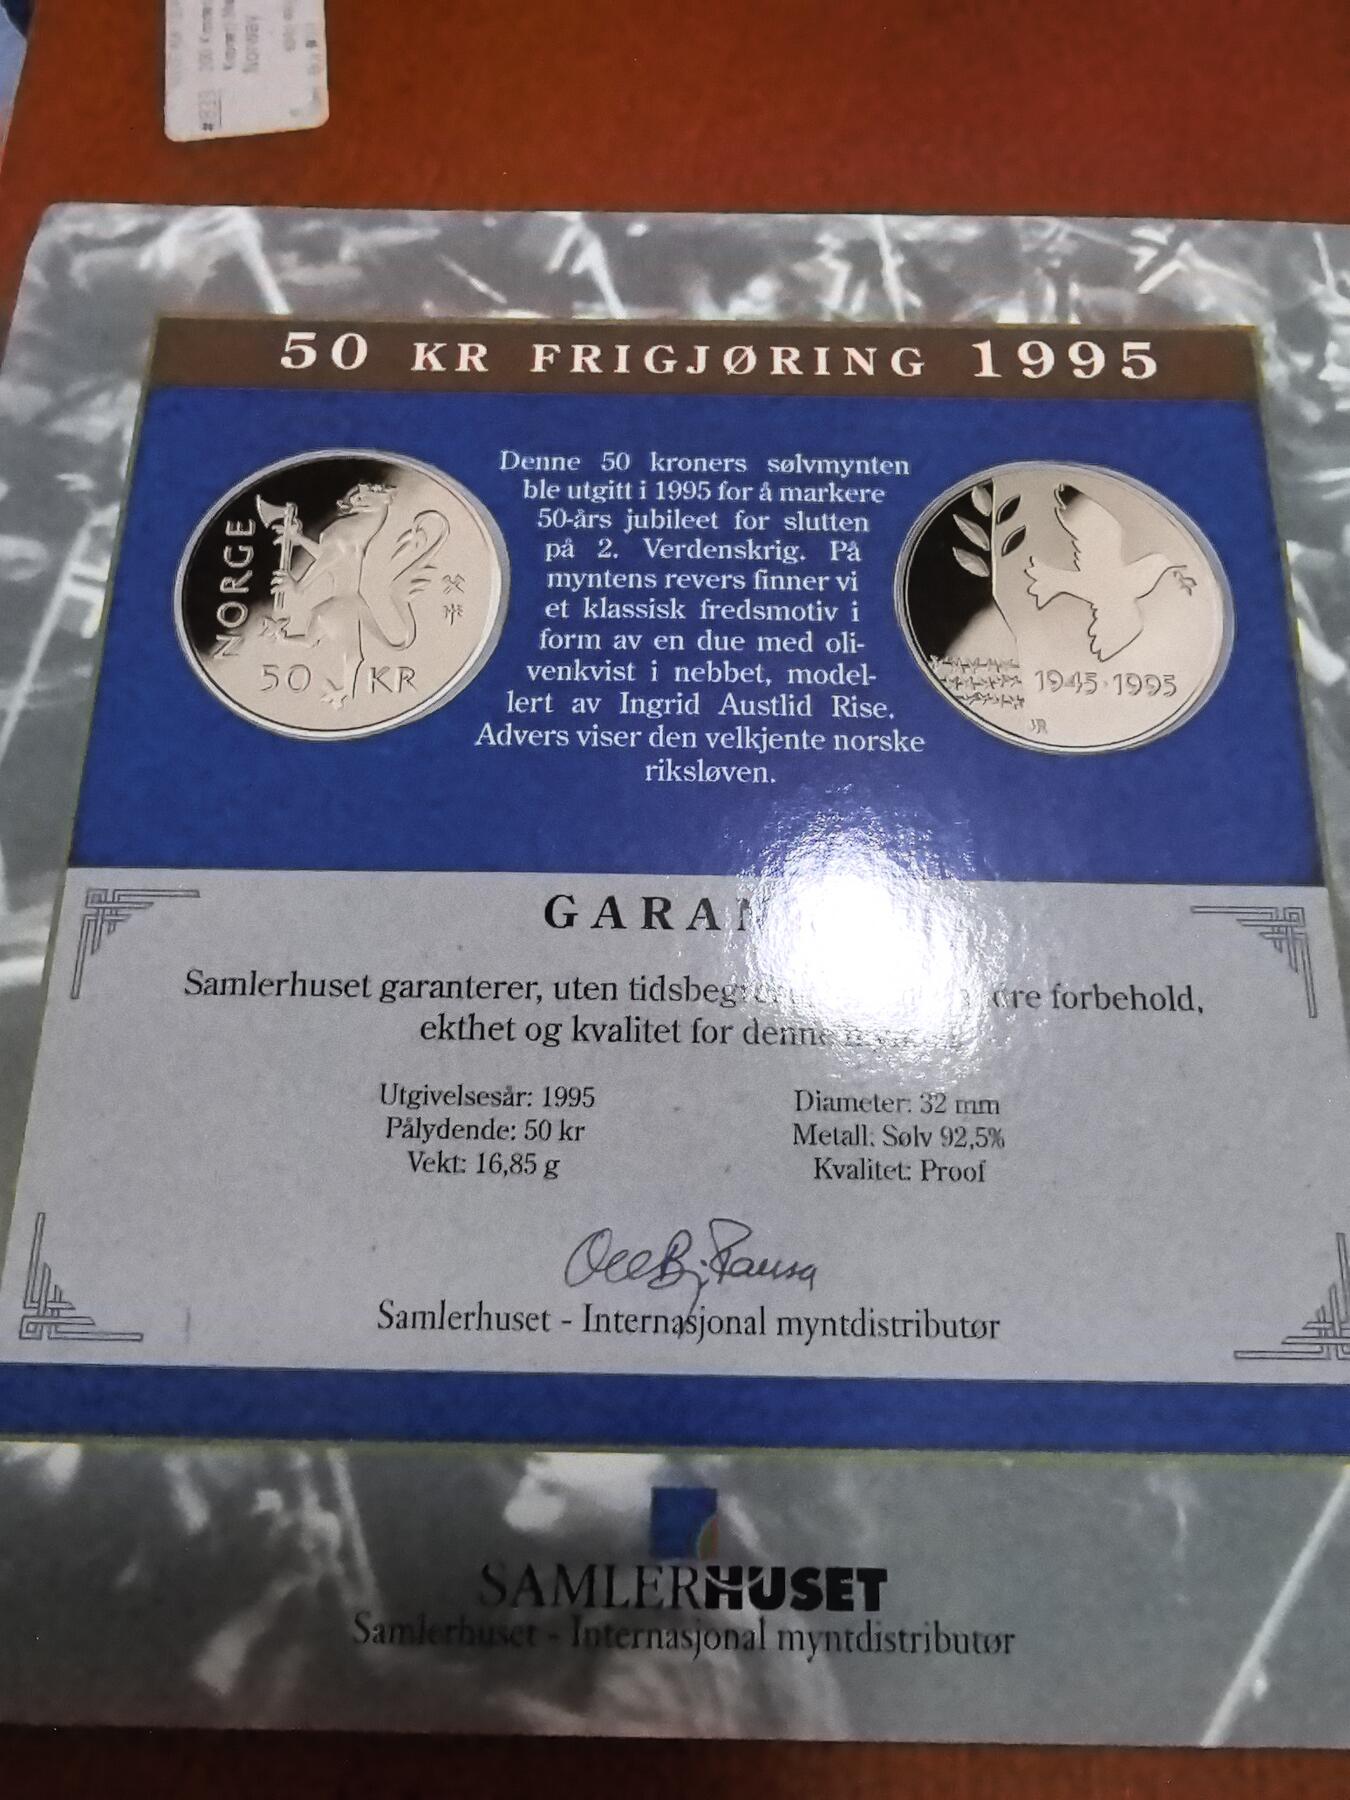 #833
Norway
50 KR FRIGJØRING 1995
Denne 50 kroners sølvmynten
ble utgitt i 1995 for å markere
50-års jubileet for slutten
på 2. Verdenskrig. På
myntens revers finner vi
et klassisk fredsmotiv i
form av en due med oli-
venkvist i nebbet, model-
lert av Ingrid Austlid Rise.
Advers viser den velkjente norske
riksløven.
NORGE
50 KR
1945·1995
Samlerhuset garanterer, uten forbehold,
ekthet og kvalitet for
Utgivelsesår: 1995
Pålydende: 50 kr
Vekt: 16,85 g
Diameter: 32 mm
Metall: Sølv 92,5%
Kvalitet: Proof
Samlerhuset - Internasjonal myntdistributør
SAMLERHUSET
Samlerhuset - Internasjonal myntdistributør